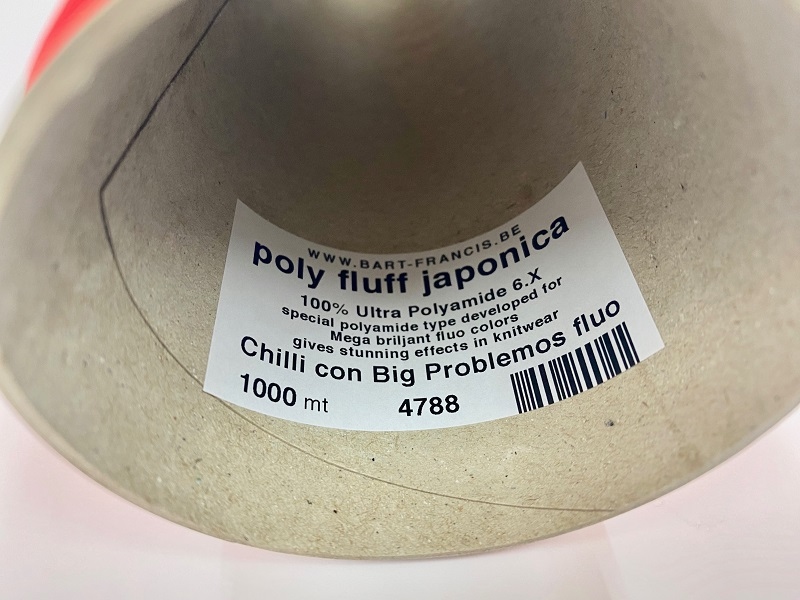 WWW.BART-FRANCIS.BE
poly fluff japonica
100% Ultra Polyamide 6.X
special polyamide type developed for
Mega briljant fluo colors
gives stunning effects in knitwear
Chilli con Big Problemos fluo
1000 mt 4788